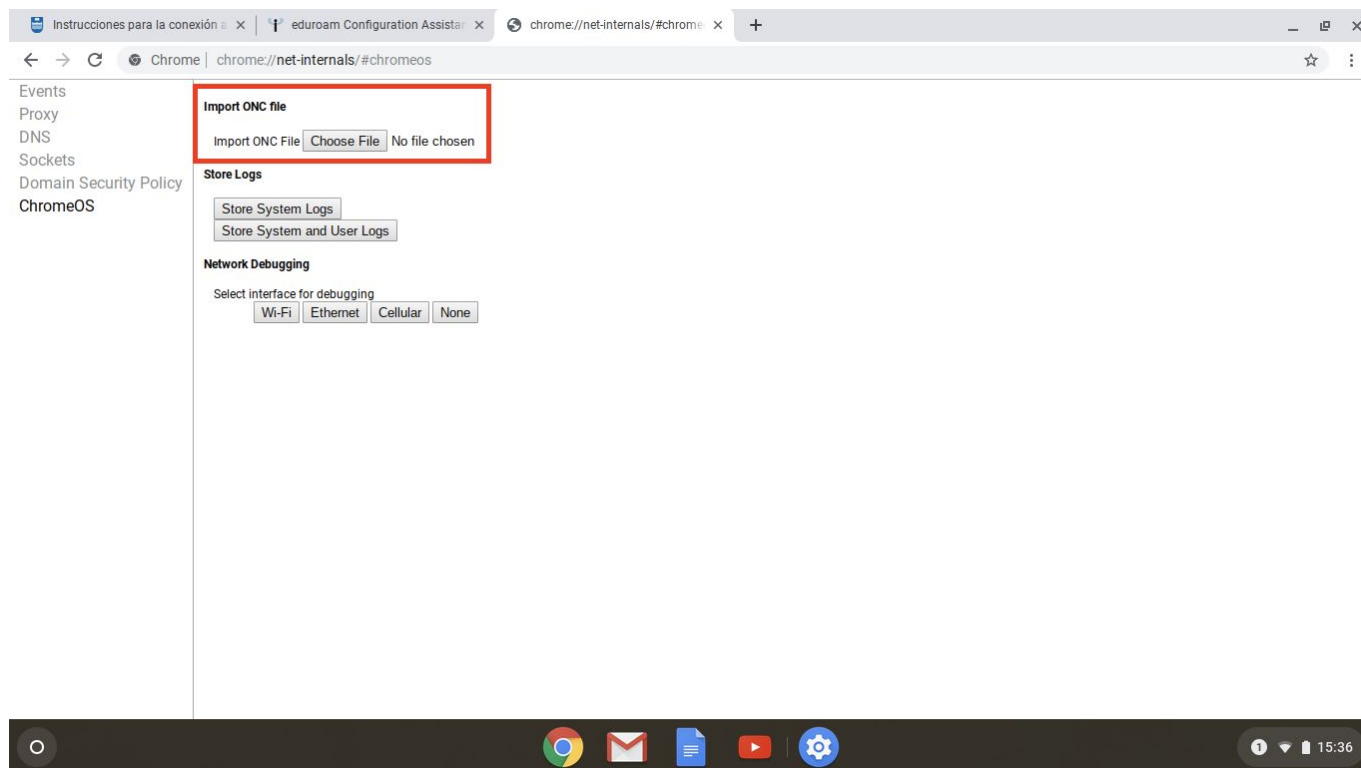 Instrucciones para la conexión a
eduroam Configuration Assistan
chrome://net-internals/#chrome
Chrome | chrome://net-internals/#chromeos
Events
Proxy
DNS
Sockets
Domain Security Policy
ChromeOS
Import ONC file
Import ONC File Choose File No file chosen
Store Logs
Store System Logs
Store System and User Logs
Network Debugging
Select interface for debugging
Wi-Fi Ethernet Cellular None
1 15:36